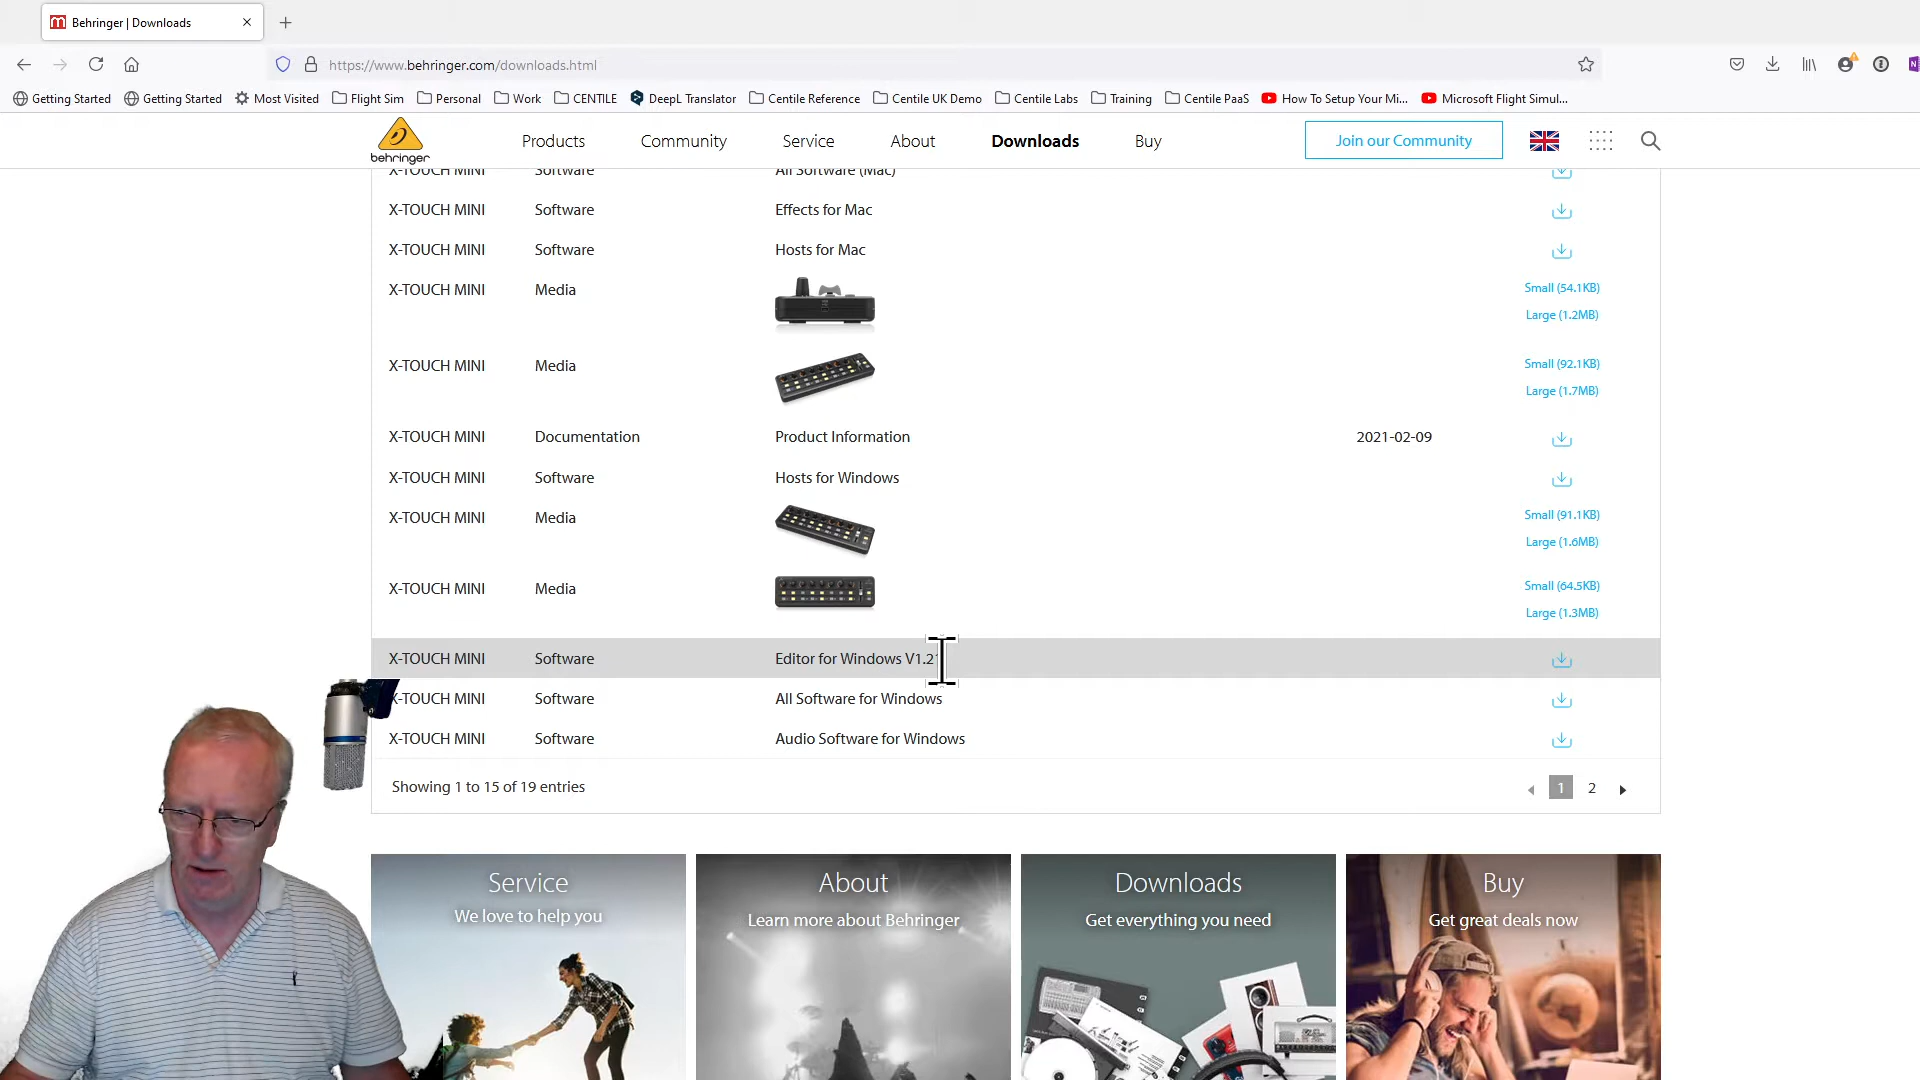 Behringer | Downloads
https://www.behringer.com/downloads.html
Getting Started
Getting Started
Most Visited
Flight Sim
Personal
Work
CENTILE
DeepL Translator
Centile Reference
Centile UK Demo
Centile Labs
Training
Centile PaaS
How To Setup Your Mi...
Microsoft Flight Simul...
behringer
Products
Community
Service
About
Downloads
Buy
Join our Community
X-TOUCH MINI Software All Software (Mac)
X-TOUCH MINI Software Effects for Mac
X-TOUCH MINI Software Hosts for Mac
X-TOUCH MINI Media Small (54.1KB)
Large (1.2MB)
X-TOUCH MINI Media Small (92.1KB)
Large (1.7MB)
X-TOUCH MINI Documentation Product Information 2021-02-09
X-TOUCH MINI Software Hosts for Windows
X-TOUCH MINI Media Small (91.1KB)
Large (1.6MB)
X-TOUCH MINI Media Small (64.5KB)
Large (1.3MB)
X-TOUCH MINI Software Editor for Windows V1.21
X-TOUCH MINI Software All Software for Windows
X-TOUCH MINI Software Audio Software for Windows
Showing 1 to 15 of 19 entries
1 2
Service
We love to help you
About
Learn more about Behringer
Downloads
Get everything you need
Buy
Get great deals now